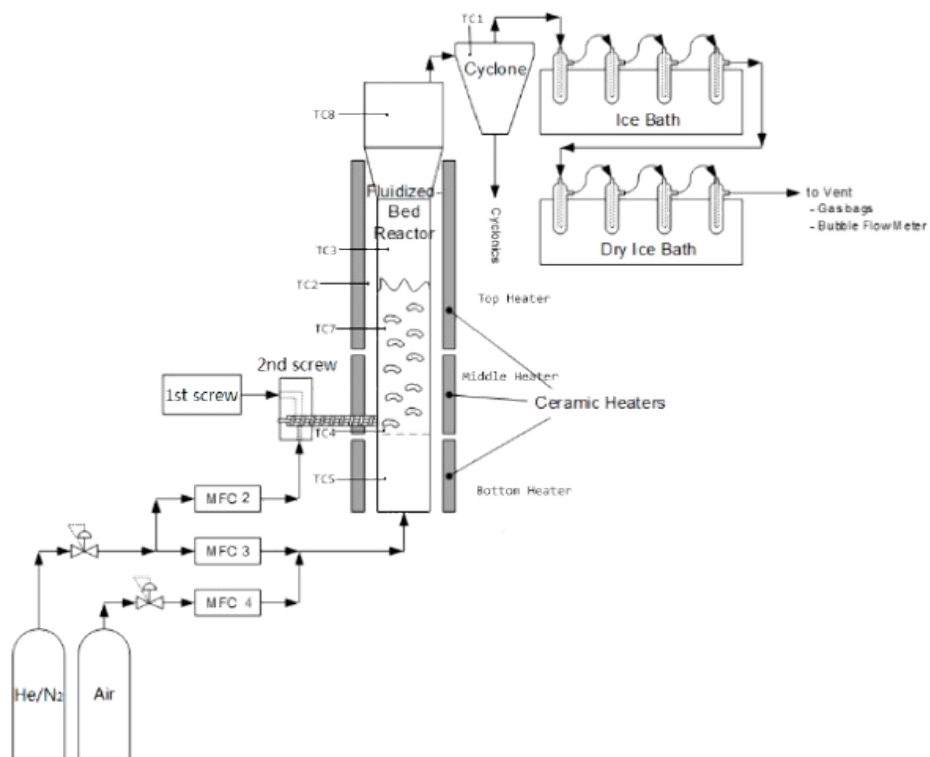 TC1
Cyclone
Ice Bath
TC8
Fluidized-
Bed
Reactor
Cyclonics
to Vent
- Gasbags
- Bubble Flow Meter
Dry Ice Bath
TC3
TC2
Top Heater
TC7
2nd screw
Middle Heater
1st screw
Ceramic Heaters
TC4
TC5
Bottom Heater
MFC 2
MFC 3
MFC 4
He/N₂
Air